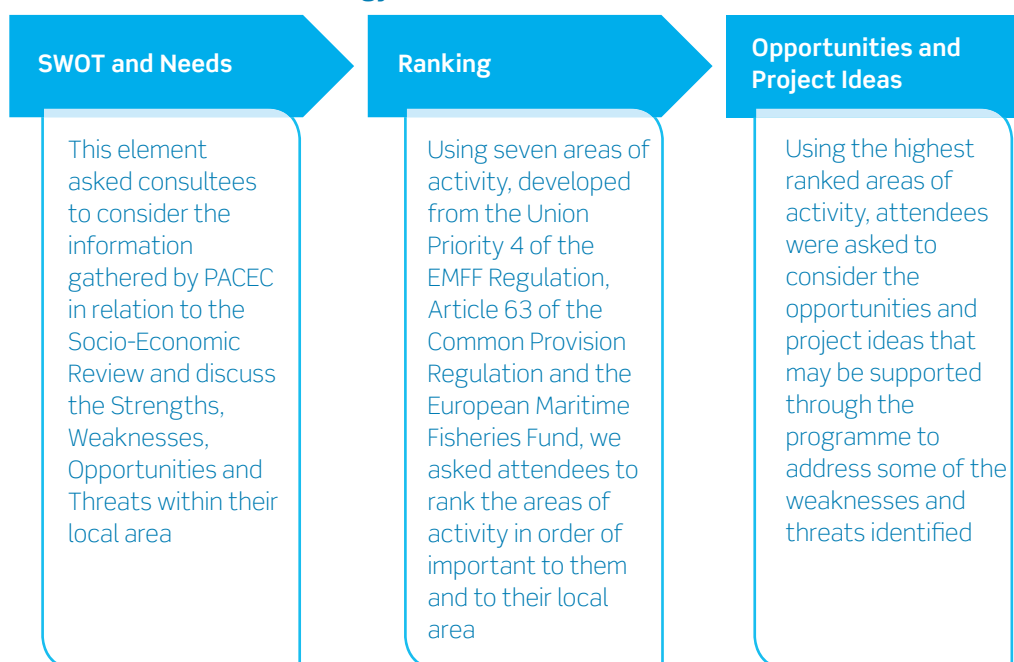 SWOT and Needs
This element
asked consultees
to consider the
information
gathered by PACEC
in relation to the
Socio-Economic
Review and discuss
the Strengths,
Weaknesses,
Opportunities and
Threats within their
local area
Ranking
Using seven areas of
activity, developed
from the Union
Priority 4 of the
EMFF Regulation,
Article 63 of the
Common Provision
Regulation and the
European Maritime
Fisheries Fund, we
asked attendees to
rank the areas of
activity in order of
important to them
and to their local
area
Opportunities and
Project Ideas
Using the highest
ranked areas of
activity, attendees
were asked to
consider the
opportunities and
project ideas that
may be supported
through the
programme to
address some of the
weaknesses and
threats identified